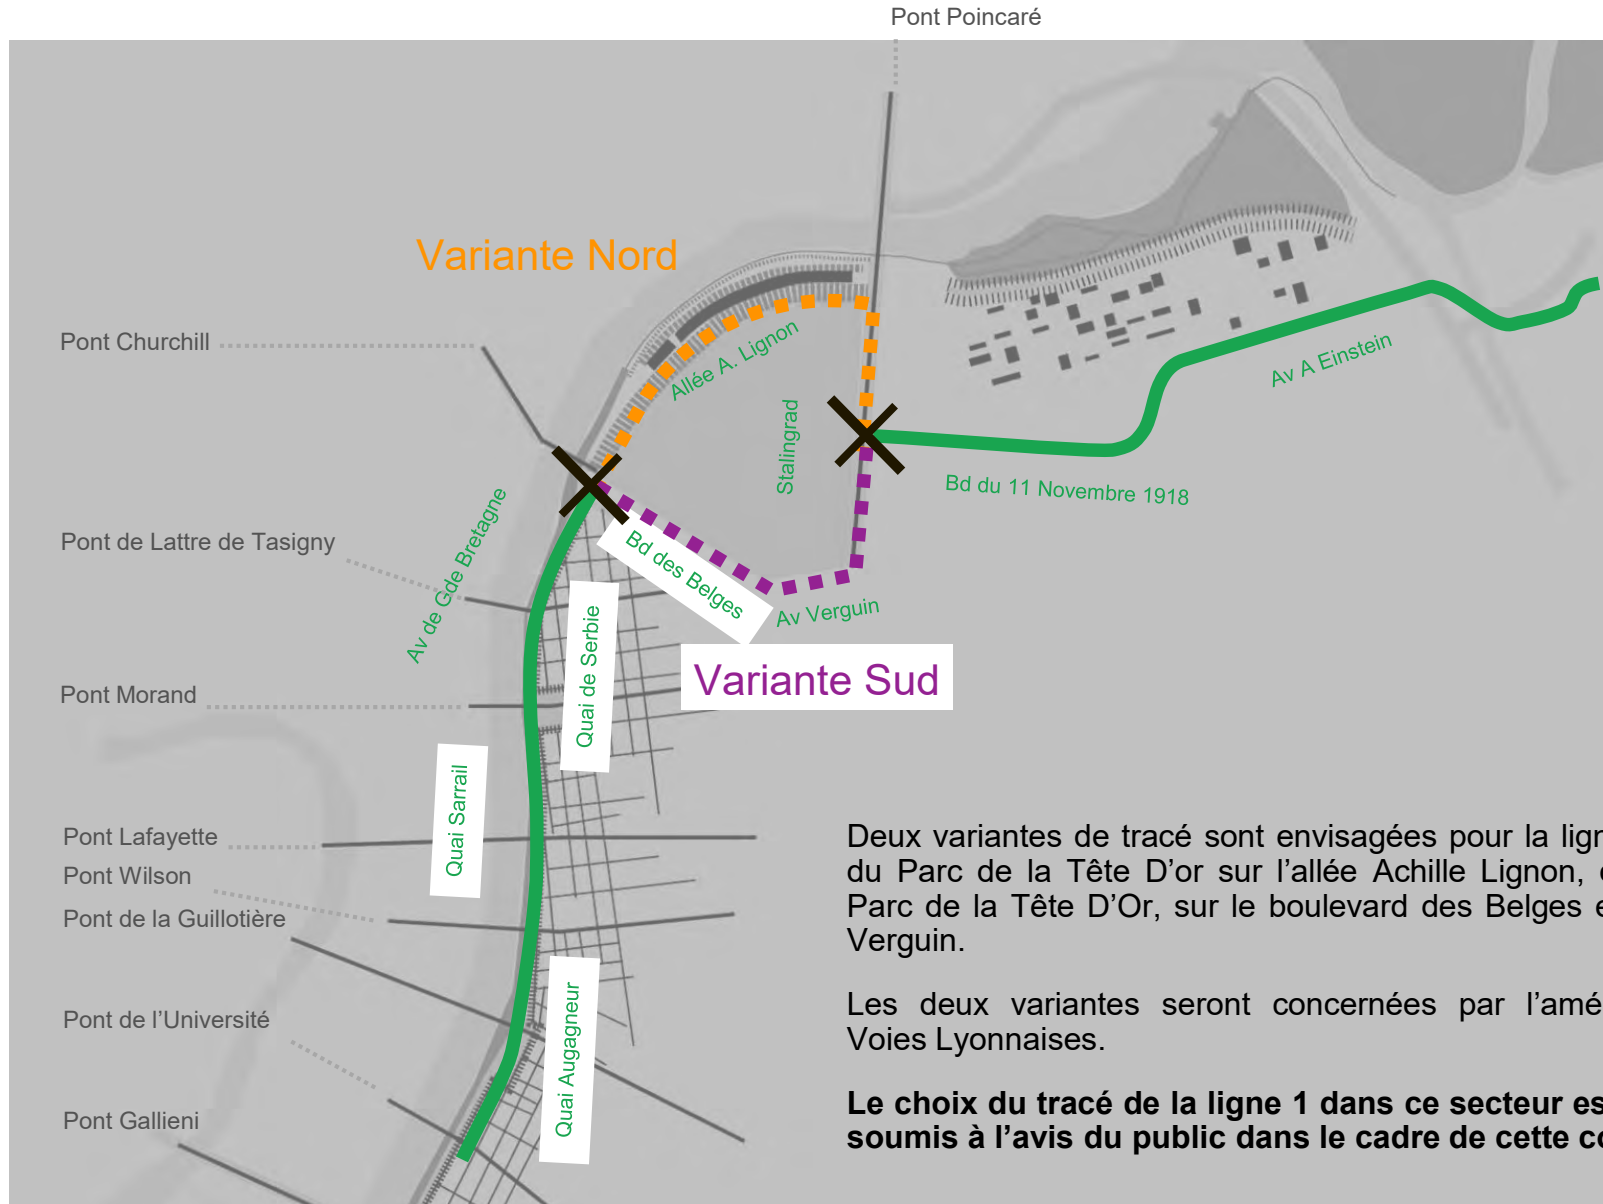 Pont Poincaré
Variante Nord
Pont Churchill
Allée A. Lignon
Av A Einstein
Stalingrad
Bd du 11 Novembre 1918
Av de Gde Bretagne
Pont de Lattre de Tasigny
Bd des Belges
Av Verguin
Quai de Serbie
Variante Sud
Pont Morand
Quai Sarrail
Pont Lafayette
Pont Wilson
Pont de la Guillotière
Quai Augagneur
Pont de l’Université
Pont Gallieni
Deux variantes de tracé sont envisagées pour la lign
du Parc de la Tête D’or sur l’allée Achille Lignon,
Parc de la Tête D’Or, sur le boulevard des Belges e
Verguin.
Les deux variantes seront concernées par l’amé
Voies Lyonnaises.
Le choix du tracé de la ligne 1 dans ce secteur es
soumis à l’avis du public dans le cadre de cette co